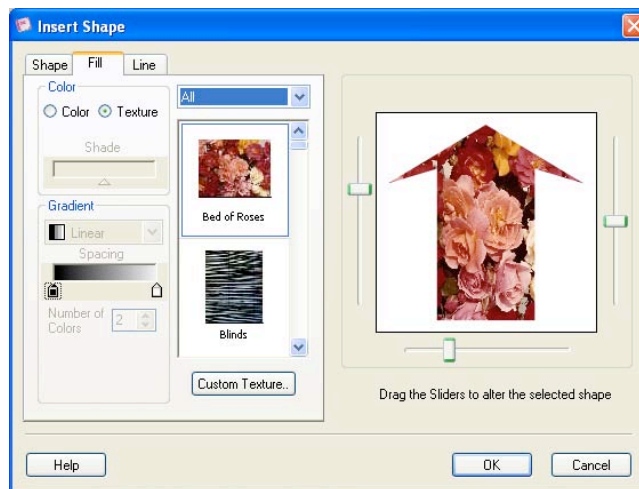 Insert Shape
Shape Fill Line
Color
Color Texture
Shade
Gradient
Linear
Spacing
Number of
Colors
2
All
Bed of Roses
Blinds
Custom Texture..
Drag the Sliders to alter the selected shape
Help
OK
Cancel